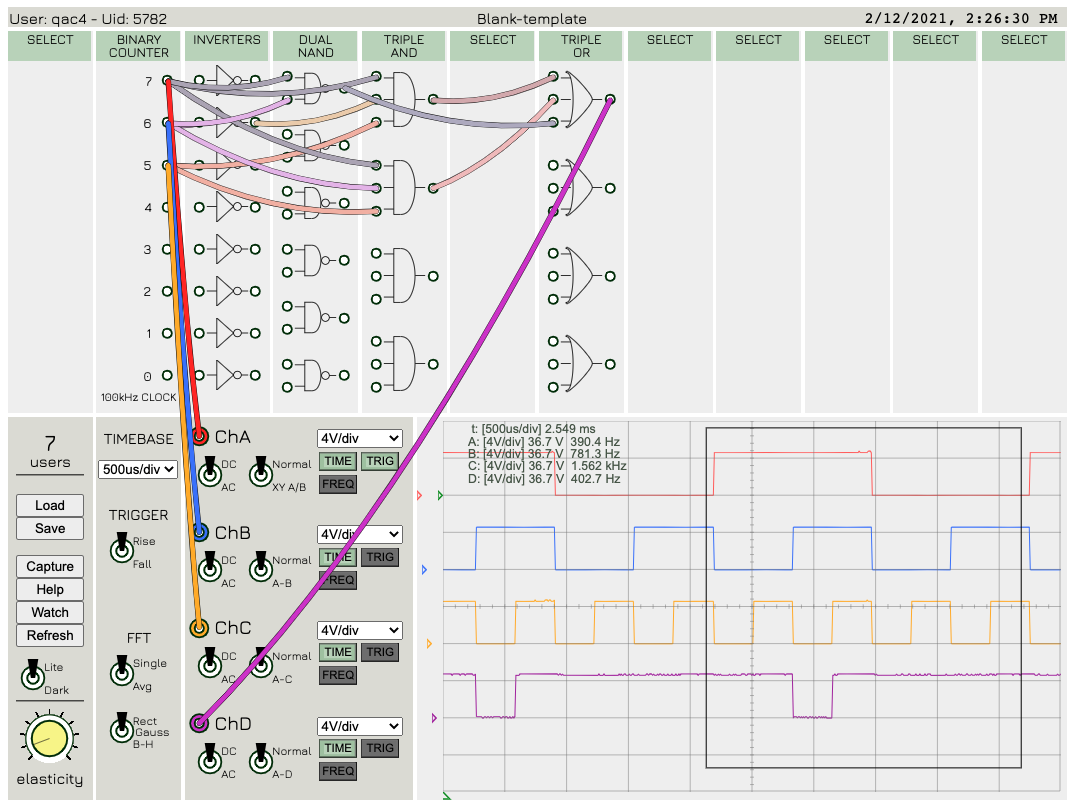 User: qac4 - Uid: 5782
Blank-template
2/12/2021, 2:26:30 PM
SELECT
BINARY
COUNTER
INVERTERS
DUAL
NAND
TRIPLE
AND
SELECT
TRIPLE
OR
SELECT
SELECT
SELECT
SELECT
SELECT
7
6
5
4
3
2
1
0
100kHz CLOCK
7
users
Load
Save
Capture
Help
Watch
Refresh
Lite
Dark
elasticity
TIMEBASE
500us/div
TRIGGER
Rise
Fall
FFT
Single
Avg
Rect
Gauss
B-H
ChA
4V/div
DC
AC
Normal
XY A/B
TIME
TRIG
FREQ
ChB
4V/div
DC
AC
Normal
A-B
TIME
TRIG
FREQ
ChC
4V/div
DC
AC
Normal
A-C
TIME
TRIG
FREQ
ChD
4V/div
DC
AC
Normal
A-D
TIME
TRIG
FREQ
t: [500us/div] 2.549 ms
A: [4V/div] 36.7 V 390.4 Hz
B: [4V/div] 36.7 V 781.3 Hz
C: [4V/div] 36.7 V 1.562 kHz
D: [4V/div] 36.7 V 402.7 Hz